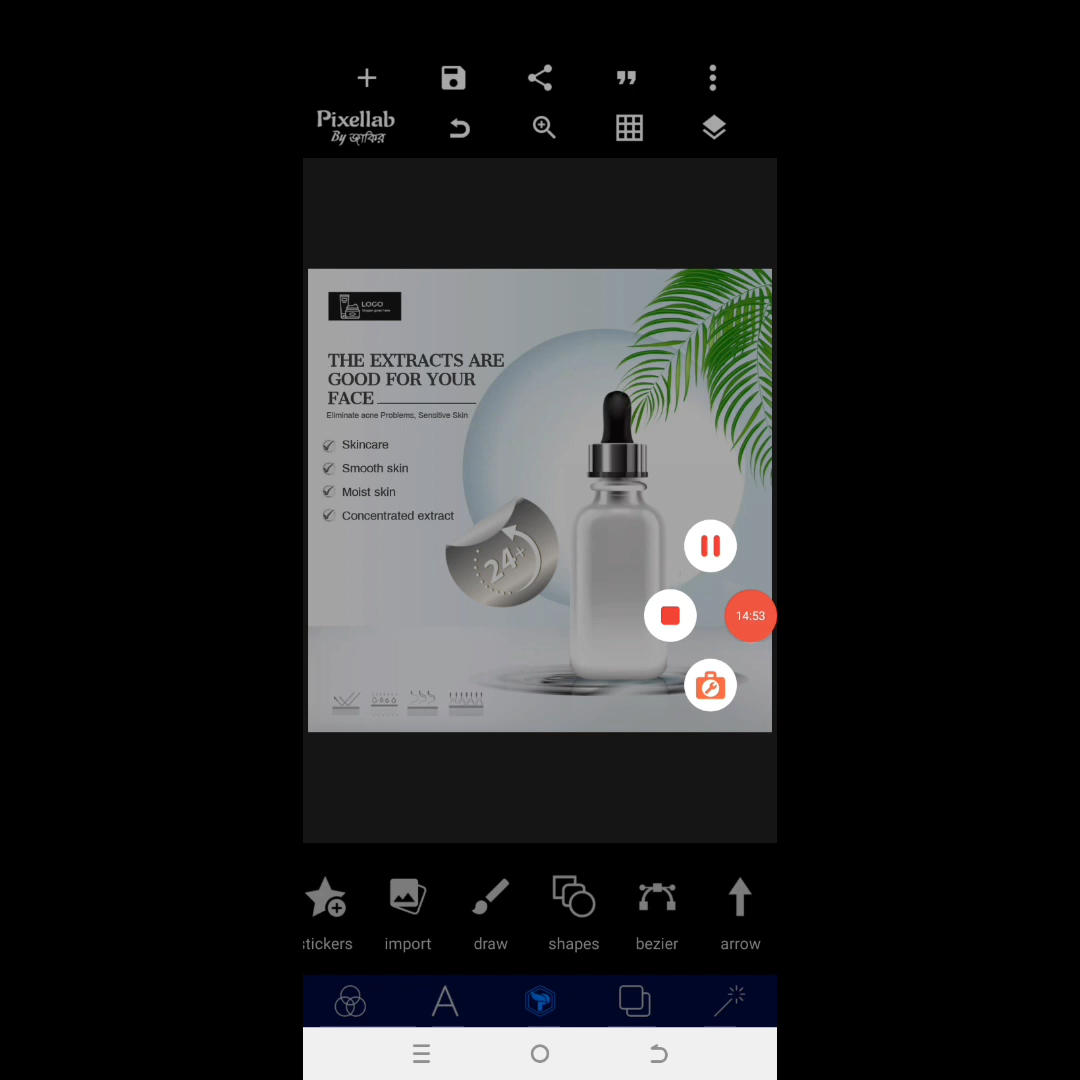 Pixellab
By জাকির
LOGO
THE EXTRACTS ARE
GOOD FOR YOUR
FACE
Eliminate acne Problems, Sensitive Skin
Skincare
Smooth skin
Moist skin
Concentrated extract
24+
14:53
stickers import draw shapes bezier arrow